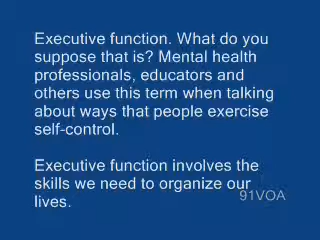 Executive function. What do you
suppose that is? Mental health
professionals, educators and
others use this term when talking
about ways that people exercise
self-control.
Executive function involves the
skills we need to organize our
lives.
91VOA